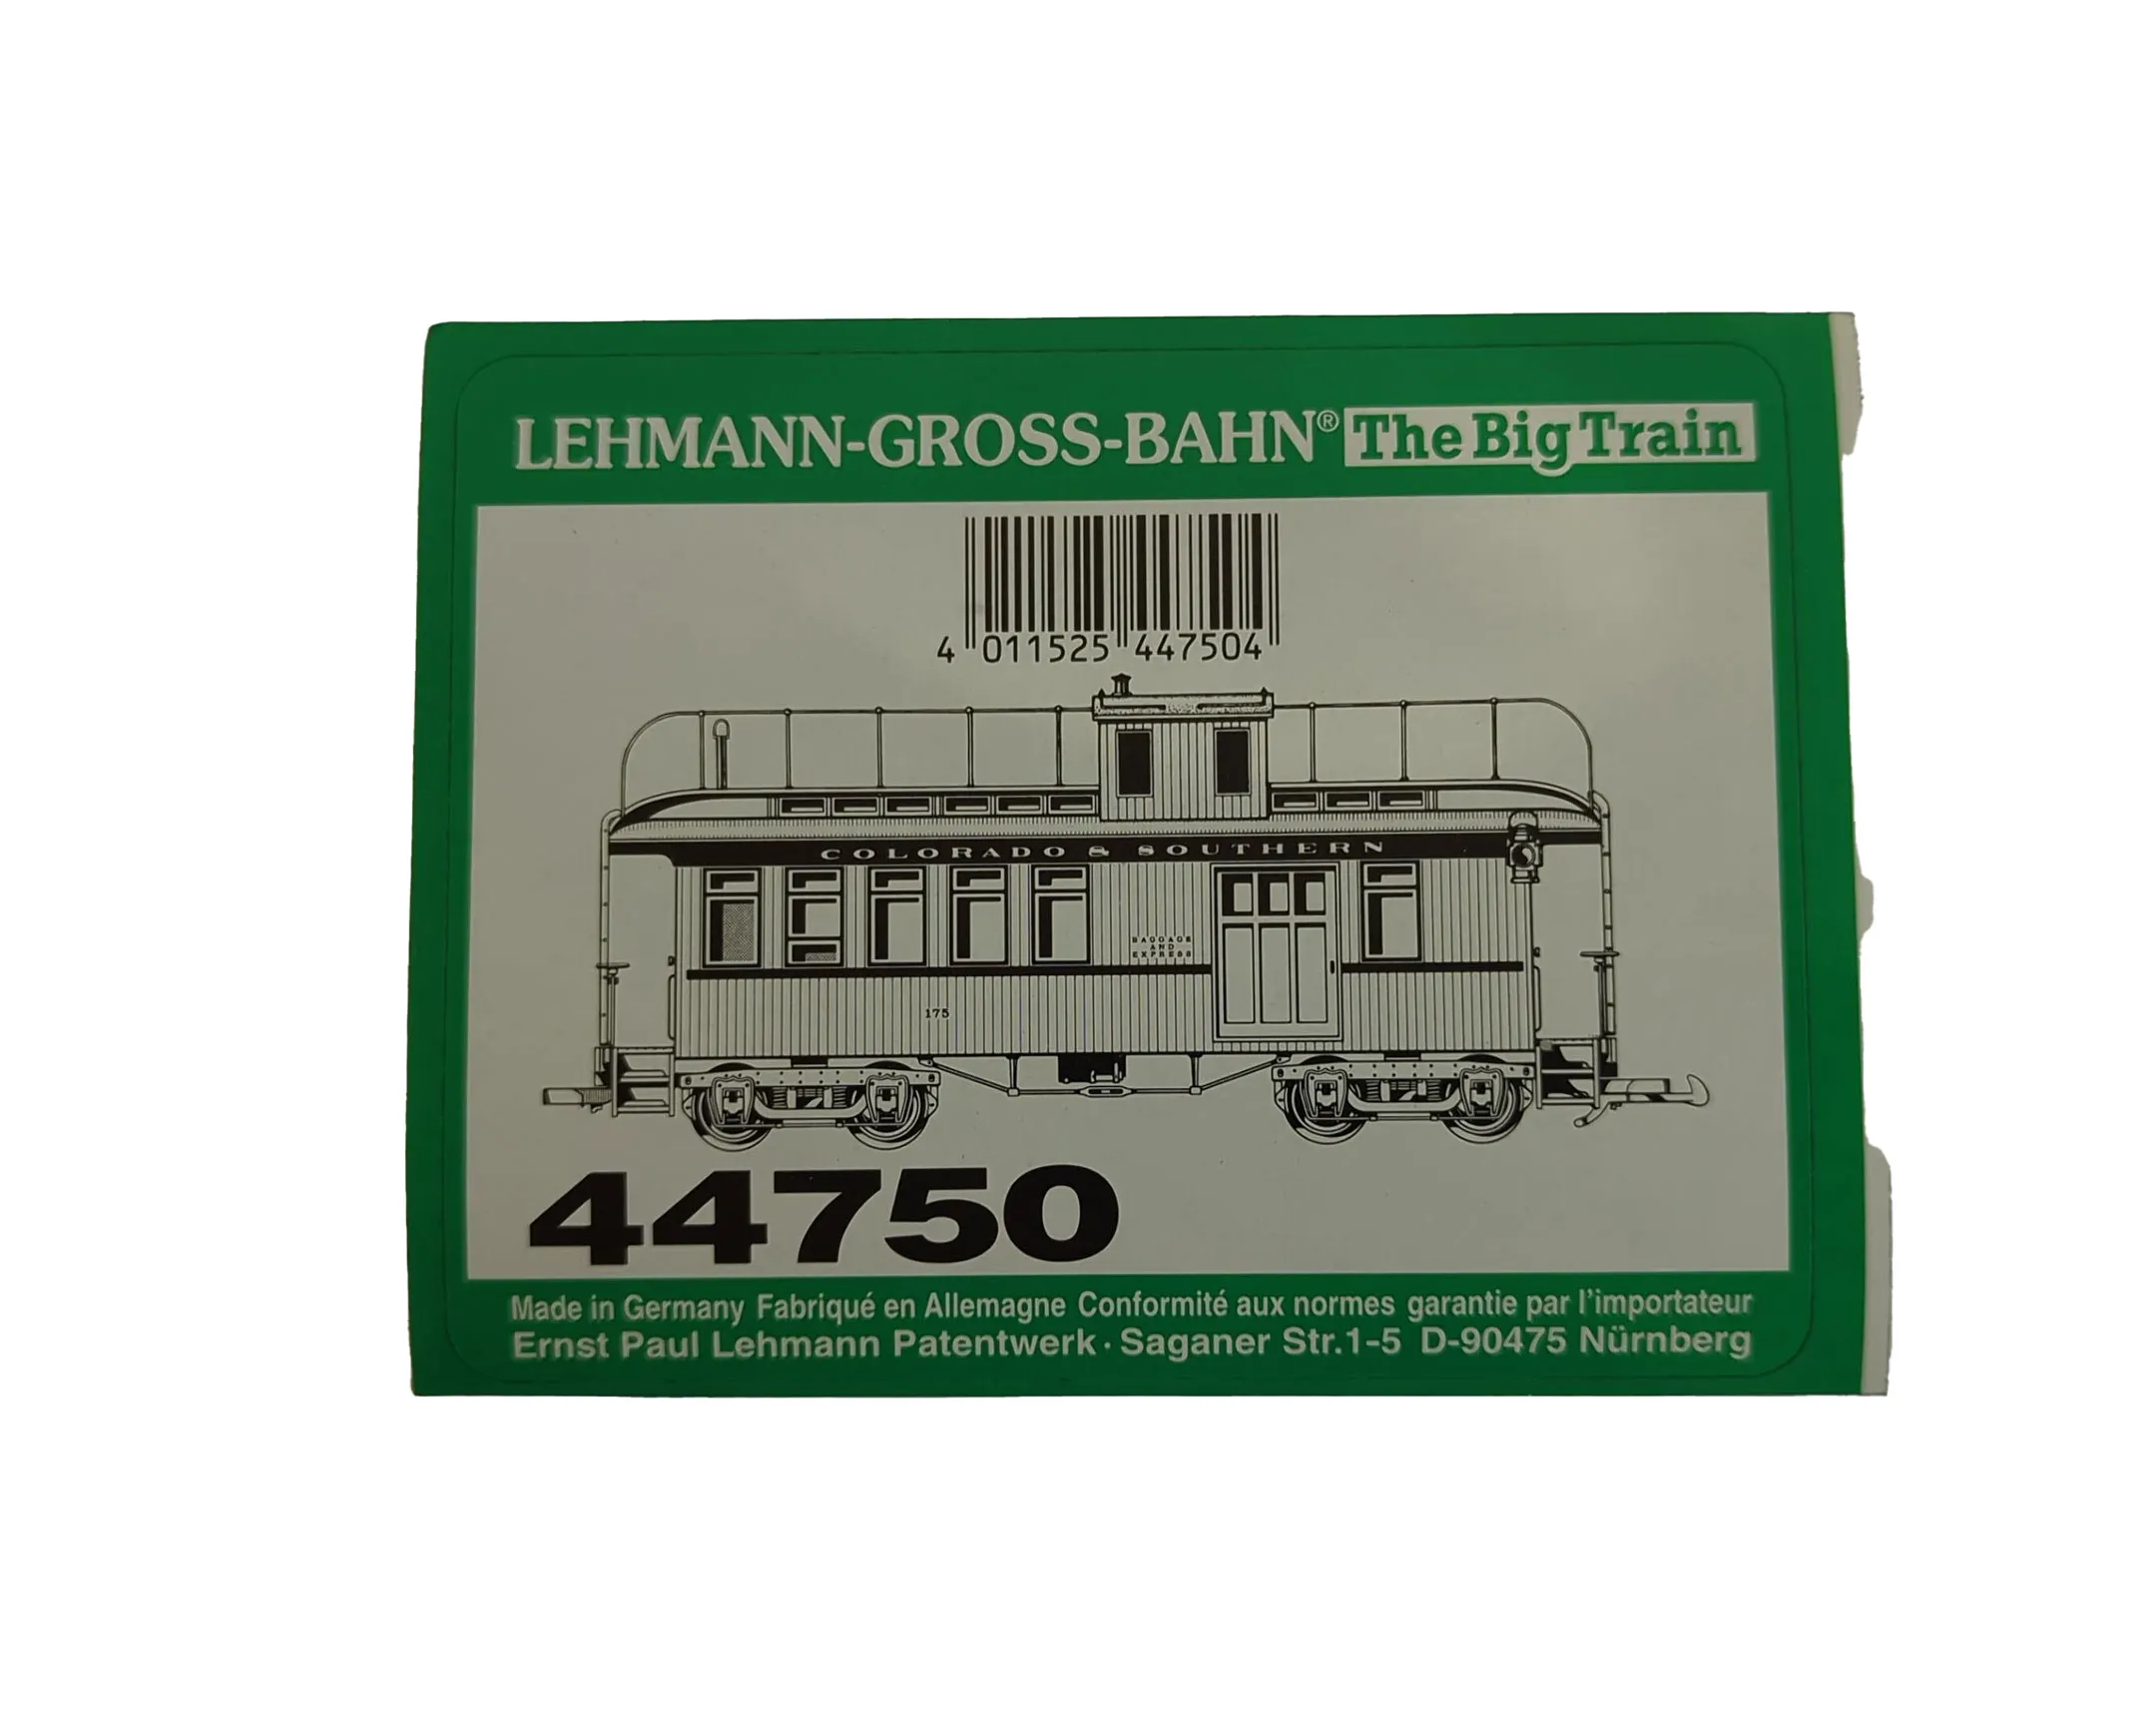 LEHMANN-GROSS-BAHN® The Big Train
4 011525 447504
COLORADO & SOUTHERN
BAGGAGE
AND
EXPRESS
175
44750
Made in Germany Fabriqué en Allemagne Conformité aux normes garantie par l'importateur
Ernst Paul Lehmann Patentwerk · Saganer Str.1-5 D-90475 Nürnberg